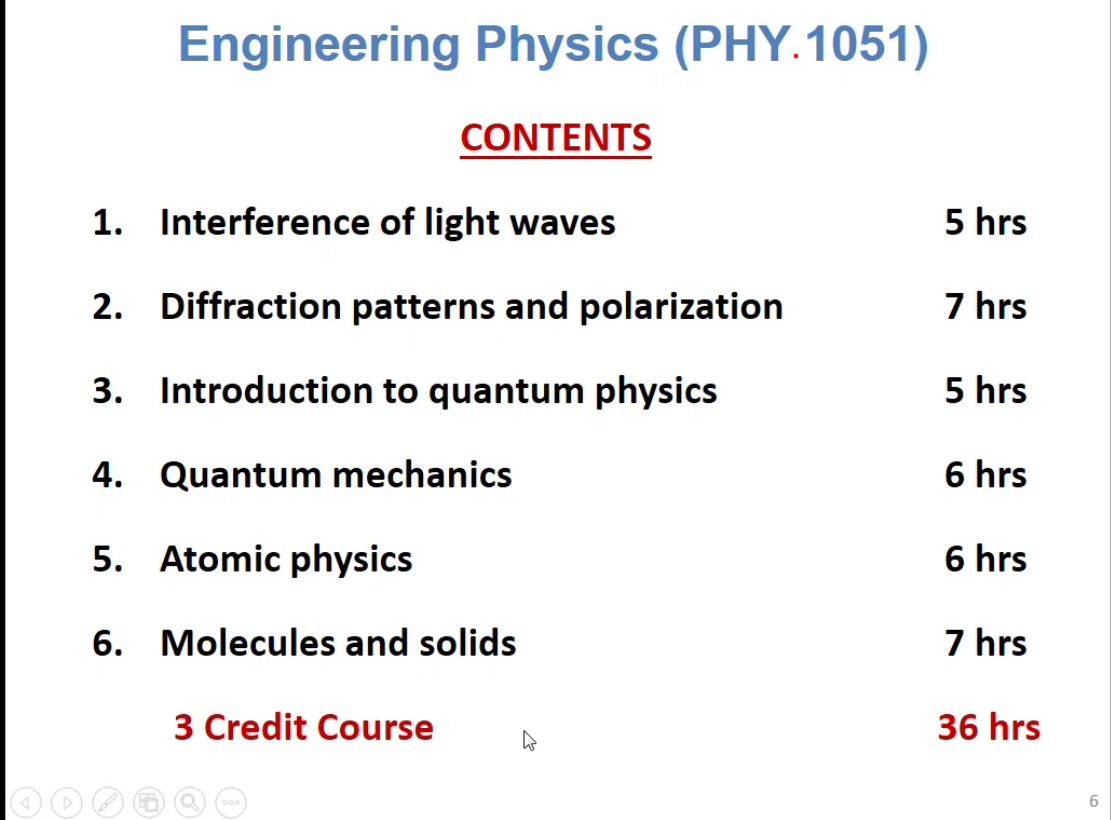 Engineering Physics (PHY 1051)
CONTENTS
1. Interference of light waves 5 hrs
2. Diffraction patterns and polarization 7 hrs
3. Introduction to quantum physics 5 hrs
4. Quantum mechanics 6 hrs
5. Atomic physics 6 hrs
6. Molecules and solids 7 hrs
3 Credit Course 36 hrs
6